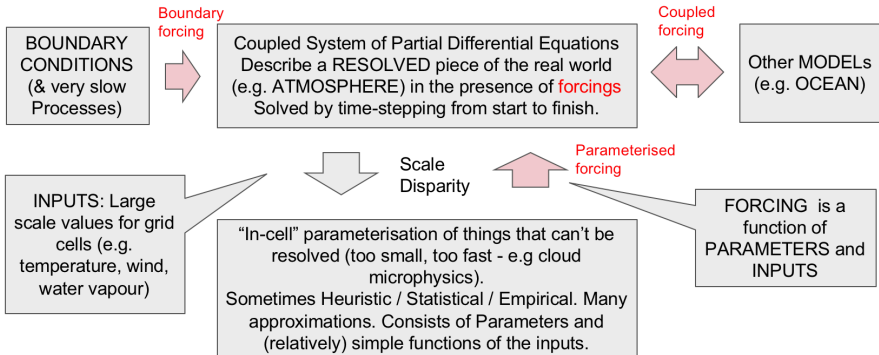 Boundary
forcing
BOUNDARY
CONDITIONS
(& very slow
Processes)
Coupled System of Partial Differential Equations
Describe a RESOLVED piece of the real world
(e.g. ATMOSPHERE) in the presence of forcings
Solved by time-stepping from start to finish.
Coupled
forcing
Other MODELs
(e.g. OCEAN)
Scale
Disparity
Parameterised
forcing
INPUTS: Large
scale values for grid
cells (e.g.
temperature, wind,
water vapour)
FORCING is a
function of
PARAMETERS and
INPUTS
“In-cell” parameterisation of things that can’t be
resolved (too small, too fast - e.g cloud
microphysics).
Sometimes Heuristic / Statistical / Empirical. Many
approximations. Consists of Parameters and
(relatively) simple functions of the inputs.